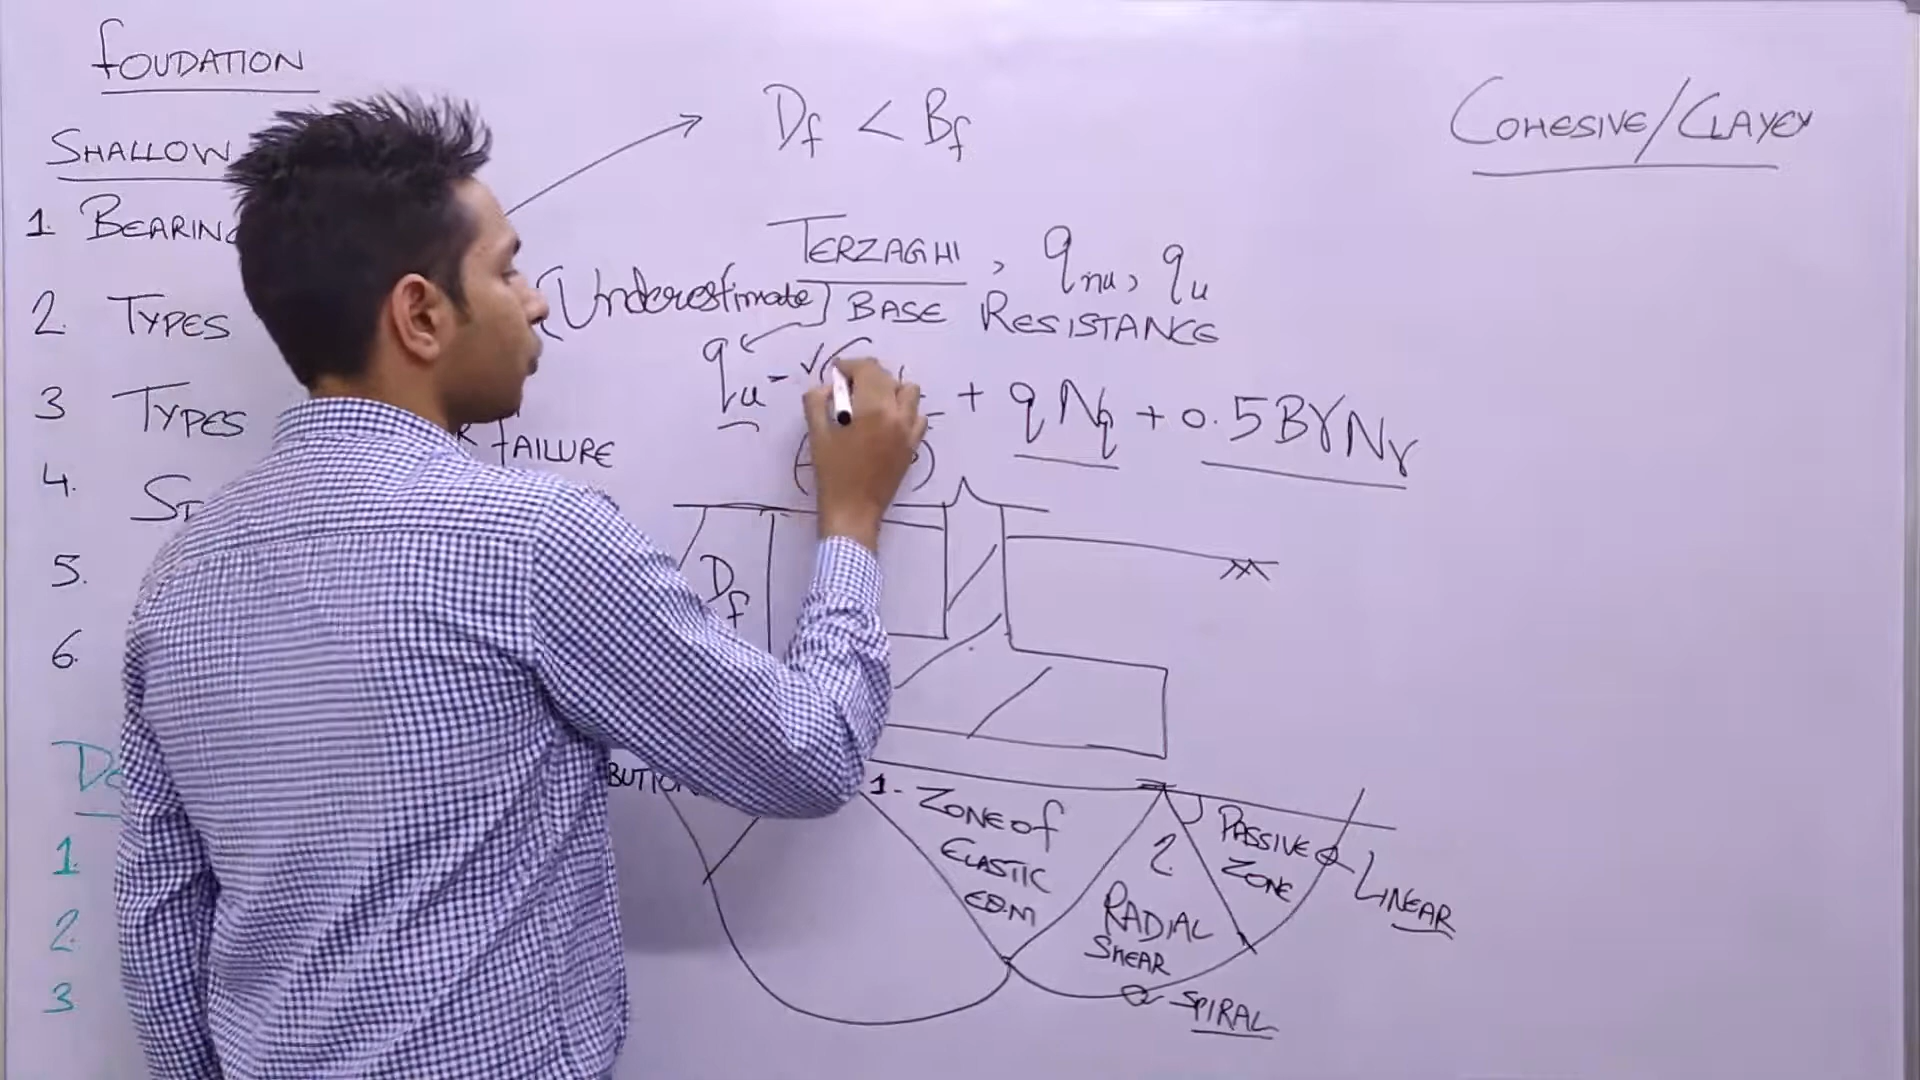 foUDATION
SHALLOW
1. BEARING
2. TYPES
3 TYPES
FAILURE
4. ST
5.
6.
De
1.
2.
3
Df < Bf
TERZAGHI, qnu, qu
(Underestimate) BASE RESISTANCE
qu = + qNq + 0.5BγNγ
Df
BUTION
1- ZONE of
ELASTIC
EQ.M
2.
RADIAL
SHEAR
SPIRAL
PASSIVE
ZONE
LINEAR
COHESIVE/CLAYEY